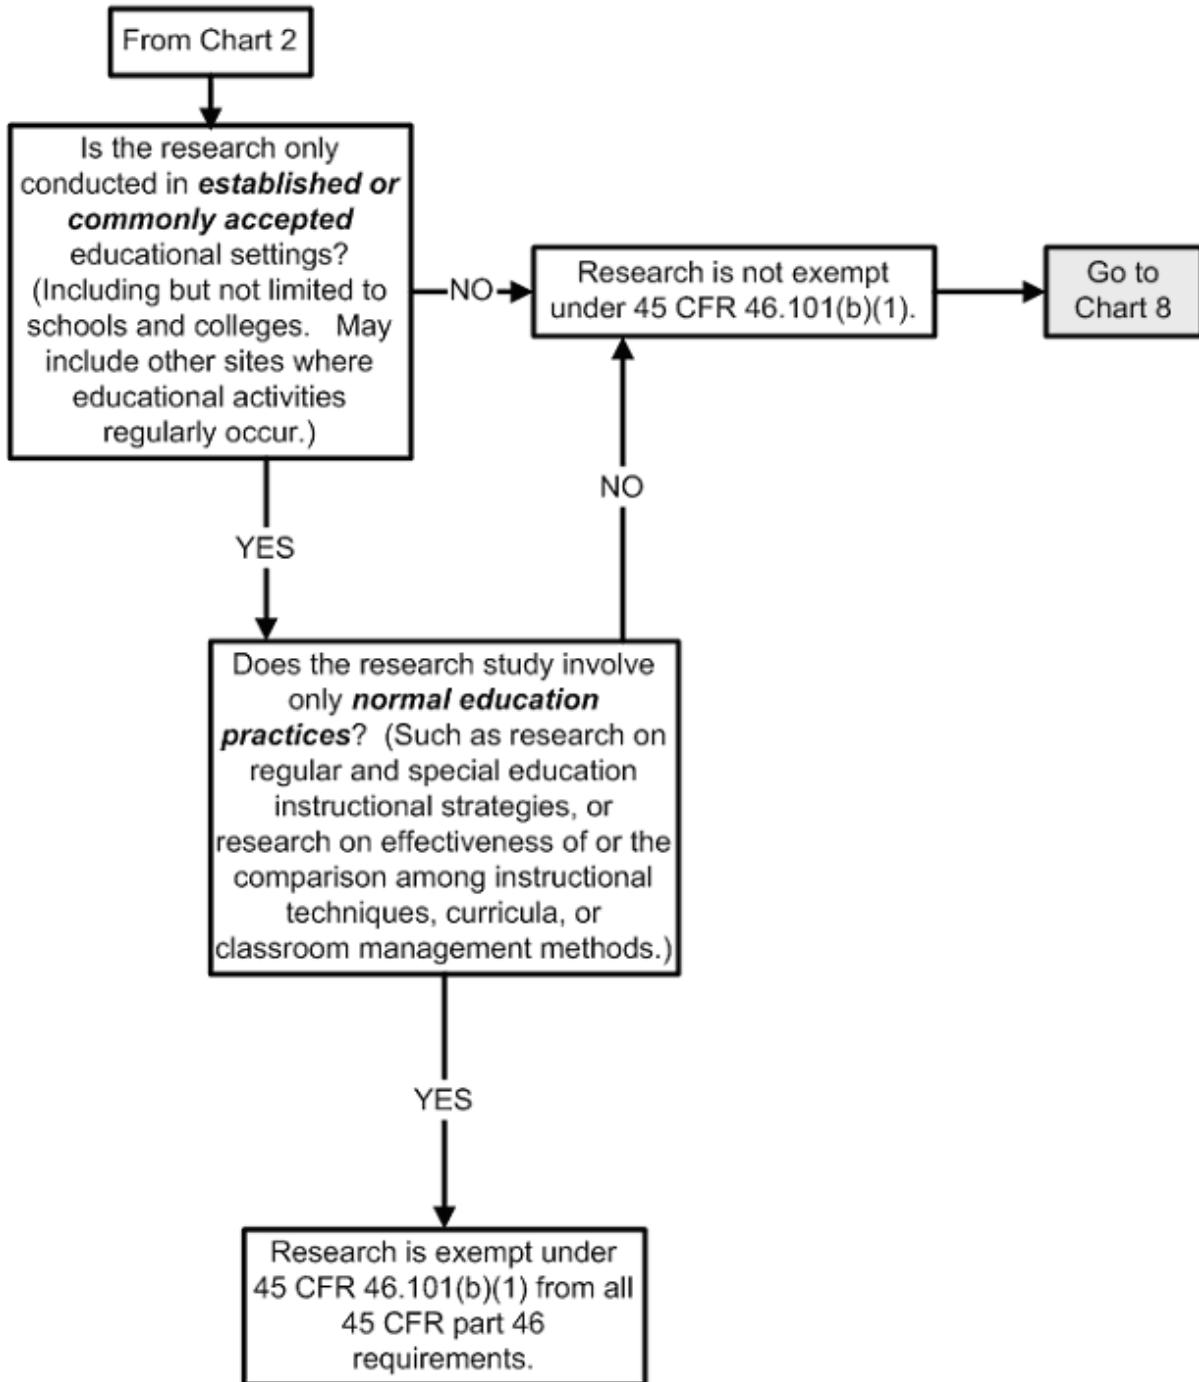 From Chart 2
Is the research only
conducted in established or
commonly accepted
educational settings?
(Including but not limited to
schools and colges.   May
include other sites where
educational activities
regularly occur.)
NO
Research is not exempt
under 45 CFR 46.101(b)(1).
Go to
Chart 8
YES
NO
Does the research study involve
only normal education
practices?  (Such as research on
regular and special education
instructional strategies, or
research on effectiveness of or the
comparison among instructional
techniques, curricula, or
classroom management methods.)
YES
Research is exempt under
45 CFR 46.101(b)(1) from all
45 CFR part 46
requirements.